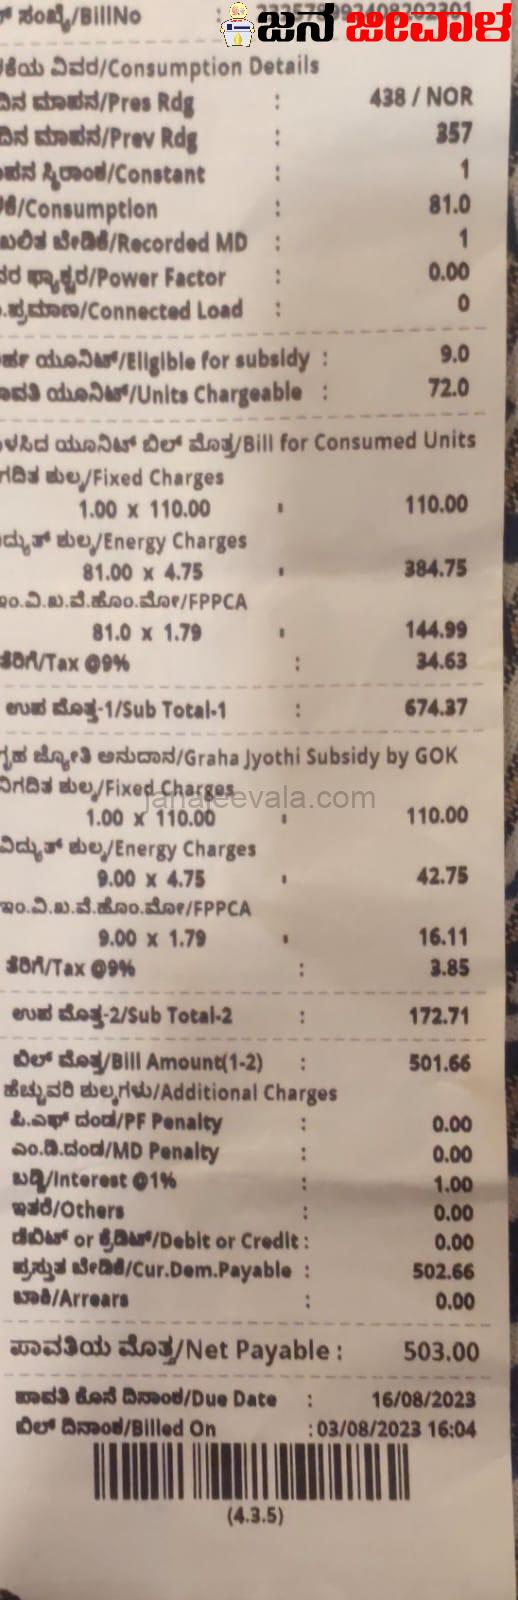 ಜನ ಜೀವಾಳ
ಸಂಖ್ಯೆ/BillNo :
ವಿವರ/Consumption Details
ಮಾಪನ/Pres Rdg : 438 / NOR
ಮಾಪನ/Prev Rdg : 357
ಸ್ಥಿರಾಂಕ/Constant : 1
/Consumption : 81.0
ಬೇಡಿಕೆ/Recorded MD : 1
ಫ್ಯಾಕ್ಟರ/Power Factor : 0.00
ಪ್ರಮಾಣ/Connected Load : 0
ಯೂನಿಟ್/Eligible for subsidy : 9.0
ಯೂನಿಟ್/Units Chargeable : 72.0
ಯೂನಿಟ್ ಬಿಲ್ ಮೊತ್ತ/Bill for Consumed Units
ಶುಲ್ಕ/Fixed Charges
1.00 x 110.00 : 110.00
ಶುಲ್ಕ/Energy Charges
81.00 x 4.75 : 384.75
ಇಂ.ವಿ.ಖ.ವೆ.ಹೊಂ.ಮೋ/FPPCA
81.0 x 1.79 : 144.99
ತೆರಿಗೆ/Tax @9% : 34.63
ಉಪ ಮೊತ್ತ-1/Sub Total-1 : 674.37
ಗೃಹ ಜ್ಯೋತಿ ಅನುದಾನ/Graha Jyothi Subsidy by GOK
ನಿಗದಿತ ಶುಲ್ಕ/Fixed Charges
janajeevala.com
1.00 x 110.00 : 110.00
ವಿದ್ಯುತ್ ಶುಲ್ಕ/Energy Charges
9.00 x 4.75 : 42.75
ಇಂ.ವಿ.ಖ.ವೆ.ಹೊಂ.ಮೋ/FPPCA
9.00 x 1.79 : 16.11
ತೆರಿಗೆ/Tax @9% : 3.85
ಉಪ ಮೊತ್ತ-2/Sub Total-2 : 172.71
ಬಿಲ್ ಮೊತ್ತ/Bill Amount(1-2) : 501.66
ಹೆಚ್ಚುವರಿ ಶುಲ್ಕಗಳು/Additional Charges
ಪಿ.ಎಫ್ ದಂಡ/PF Penalty : 0.00
ಎಂ.ಡಿ.ದಂಡ/MD Penalty : 0.00
ಬಡ್ಡಿ/Interest @1% : 1.00
ಇತರೆ/Others : 0.00
ಡೆಬಿಟ್ or ಕ್ರೆಡಿಟ್/Debit or Credit : 0.00
ಪ್ರಸ್ತುತ ಬೇಡಿಕೆ/Cur.Dem.Payable : 502.66
ಬಾಕಿ/Arrears : 0.00
ಪಾವತಿಯ ಮೊತ್ತ/Net Payable : 503.00
ಪಾವತಿ ಕೊನೆ ದಿನಾಂಕ/Due Date : 16/08/2023
ಬಿಲ್ ದಿನಾಂಕ/Billed On : 03/08/2023 16:04
(4.3.5)